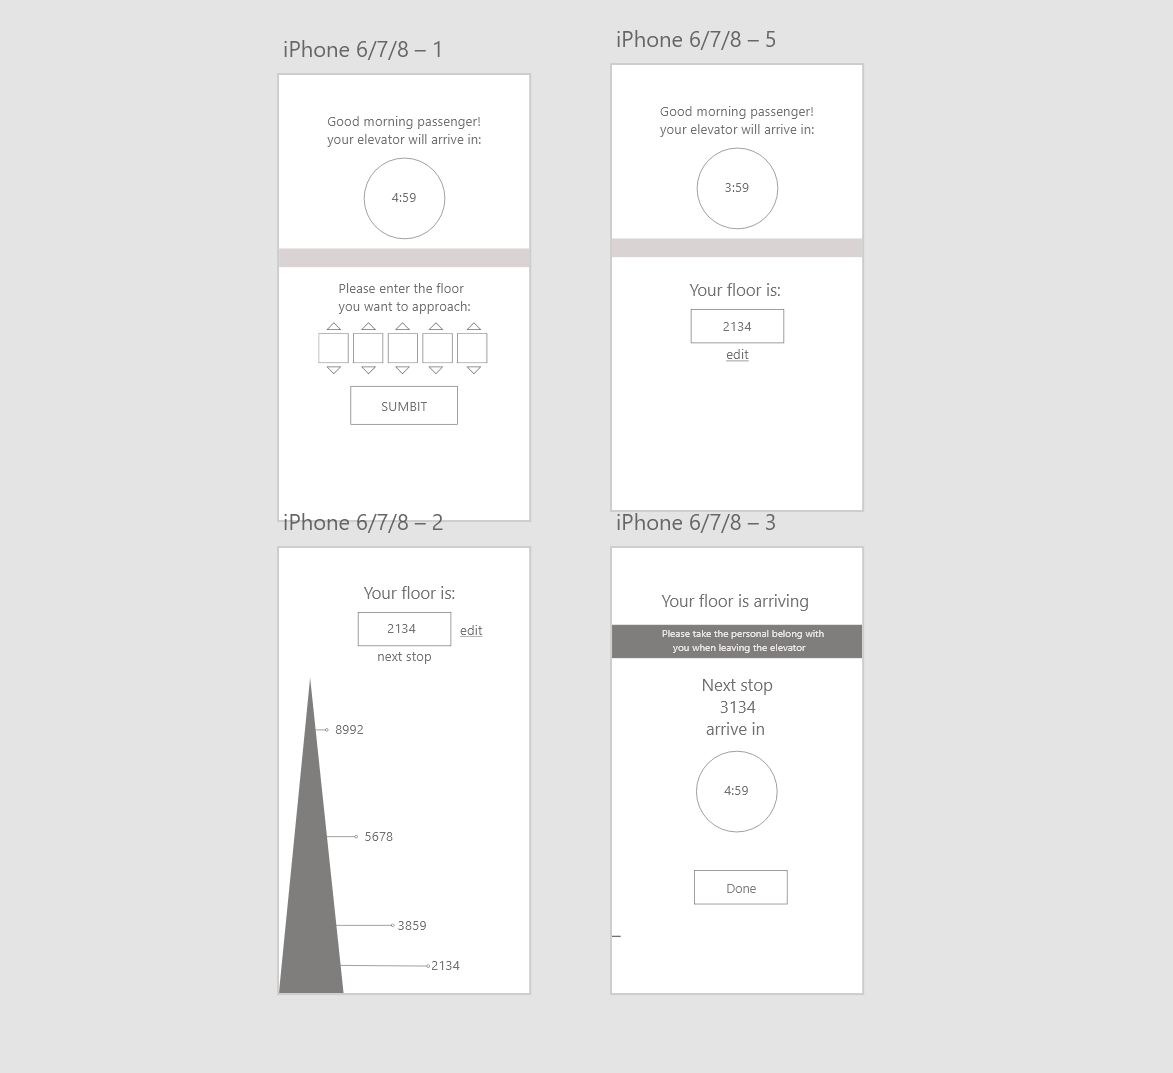 iPhone 6/7/8 – 1
Good morning passenger!
your elevator will arrive in:
4:59
Please enter the floor
you want to approach:
SUMBIT
iPhone 6/7/8 – 5
Good morning passenger!
your elevator will arrive in:
3:59
Your floor is:
2134
edit
iPhone 6/7/8 – 2
Your floor is:
2134
edit
next stop
8992
5678
3859
2134
iPhone 6/7/8 – 3
Your floor is arriving
Please take the personal belong with
you when leaving the elevator
Next stop
3134
arrive in
4:59
Done